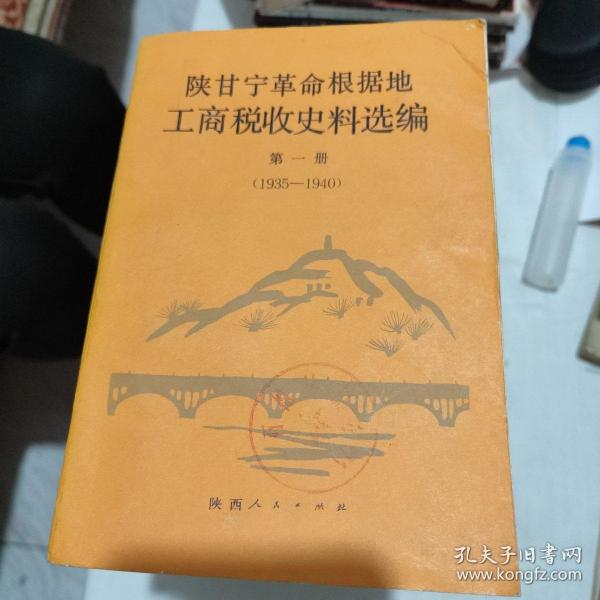 陕甘宁革命根据地
工商税收史料选编
第一册
(1935—1940)
陕西人民出版社
孔夫子旧书网
www.kongfz.com